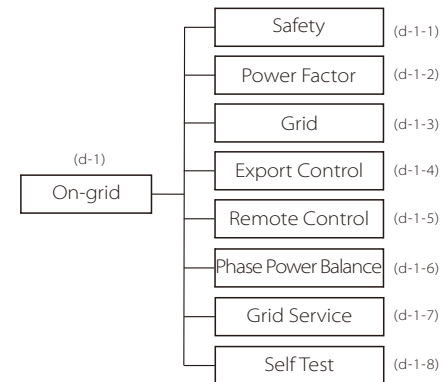 Safety (d-1-1)
Power Factor (d-1-2)
Grid (d-1-3)
(d-1)
Export Control (d-1-4)
On-grid
Remote Control (d-1-5)
Phase Power Balance (d-1-6)
Grid Service (d-1-7)
Self Test (d-1-8)